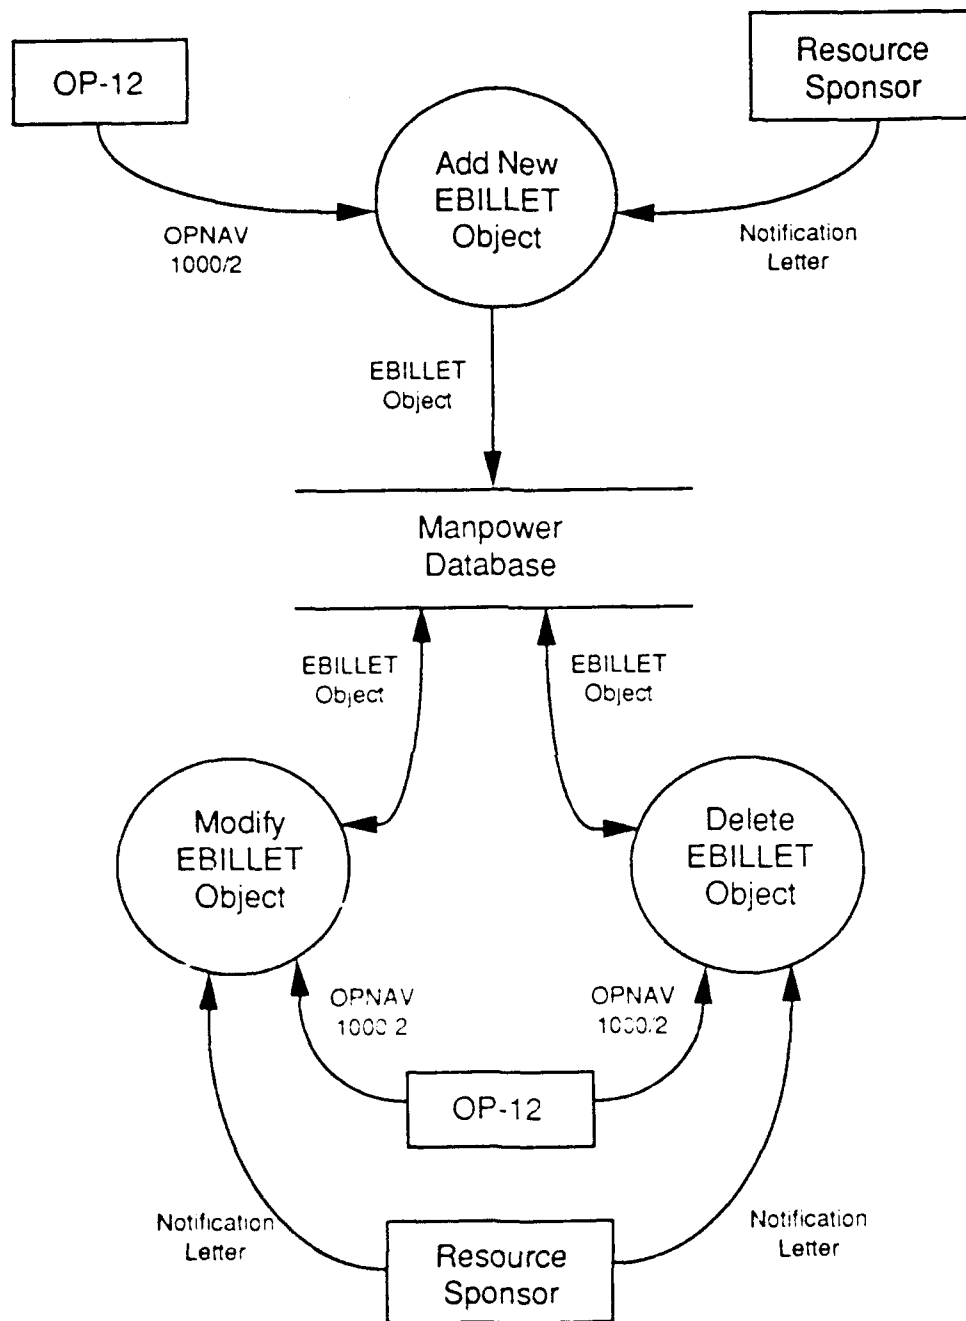 OP-12
Resource
Sponsor
Add New
EBILLET
Object
OPNAV
1000/2
Notification
Letter
EBILLET
Object
Manpower
Database
EBILLET
Object
EBILLET
Object
Modify
EBILLET
Object
Delete
EBILLET
Object
OPNAV
1000/2
OPNAV
1000/2
OP-12
Notification
Letter
Notification
Letter
Resource
Sponsor